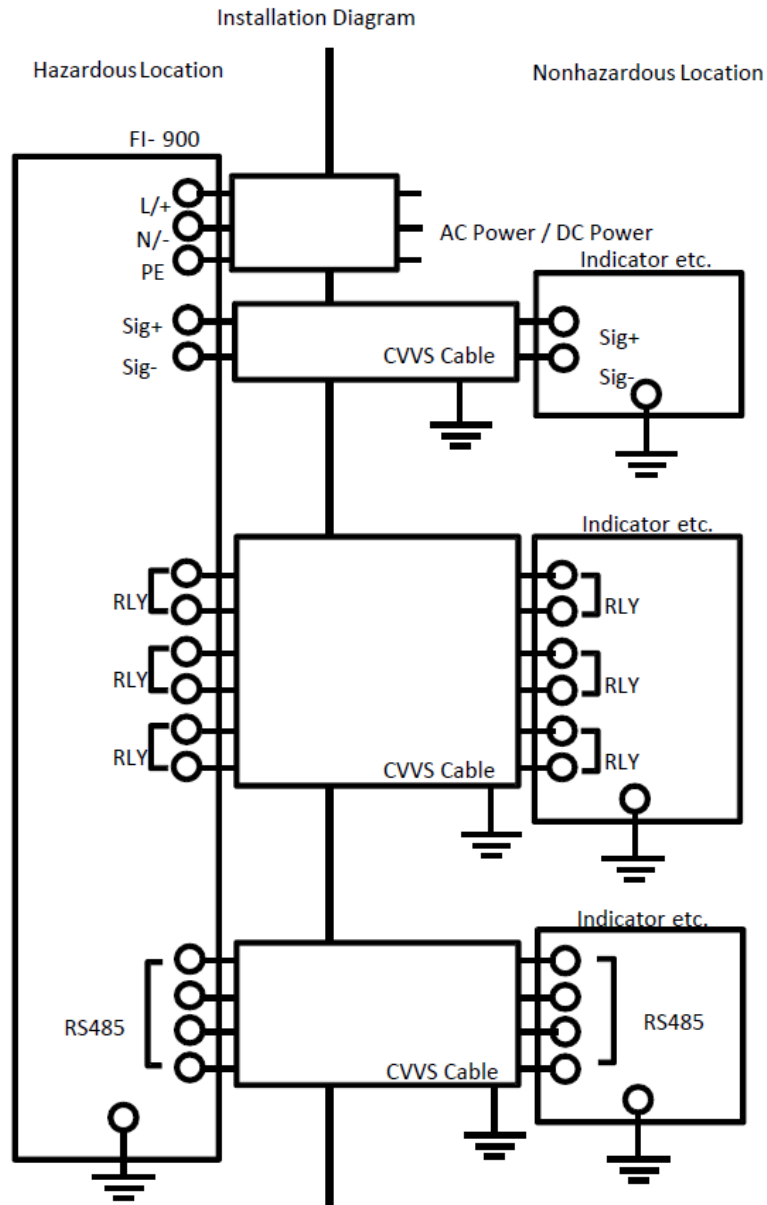 Installation Diagram
Hazardous Location
Nonhazardous Location
FI- 900
L/+
N/-
PE
AC Power / DC Power
Indicator etc.
Sig+
Sig-
CVVS Cable
Sig+
Sig-
Indicator etc.
RLY
RLY
RLY
RLY
RLY
RLY
CVVS Cable
Indicator etc.
RS485
RS485
CVVS Cable